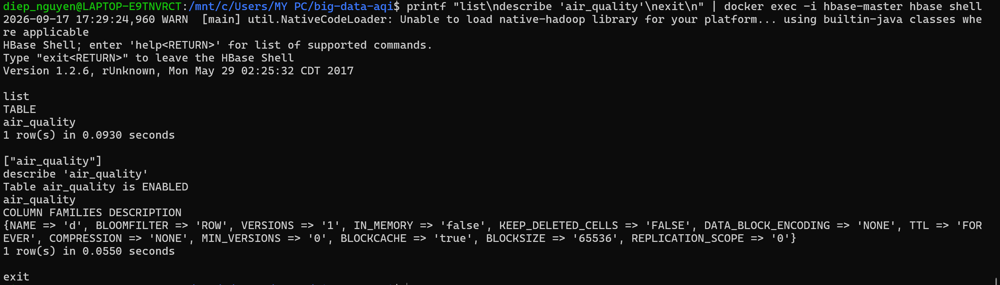 diep_nguyen@LAPTOP-E9TNVRCT:/mnt/c/Users/MY PC/big-data-aqi$ printf "list\ndescribe 'air_quality'\nexit\n" | docker exec -i hbase-master hbase shell
2026-09-17 17:29:24,960 WARN  [main] util.NativeCodeLoader: Unable to load native-hadoop library for your platform... using builtin-java classes whe
re applicable
HBase Shell; enter 'help<RETURN>' for list of supported commands.
Type "exit<RETURN>" to leave the HBase Shell
Version 1.2.6, rUnknown, Mon May 29 02:25:32 CDT 2017

list
TABLE
air_quality
1 row(s) in 0.0930 seconds

["air_quality"]
describe 'air_quality'
Table air_quality is ENABLED
air_quality
COLUMN FAMILIES DESCRIPTION
{NAME => 'd', BLOOMFILTER => 'ROW', VERSIONS => '1', IN_MEMORY => 'false', KEEP_DELETED_CELLS => 'FALSE', DATA_BLOCK_ENCODING => 'NONE', TTL => 'FOR
EVER', COMPRESSION => 'NONE', MIN_VERSIONS => '0', BLOCKCACHE => 'true', BLOCKSIZE => '65536', REPLICATION_SCOPE => '0'}
1 row(s) in 0.0550 seconds

exit